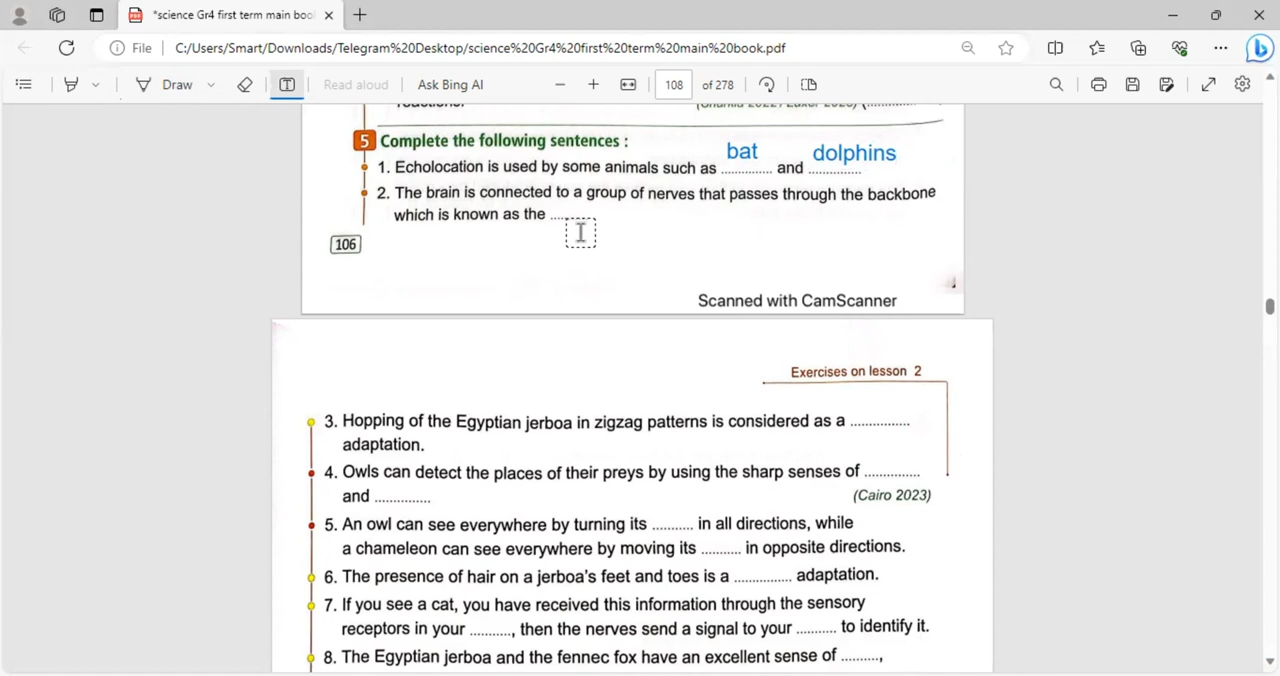 *science Gr4 first term main boo
File
C:/Users/Smart/Downloads/Telegram%20Desktop/science%20Gr4%20first%20term%20main%20book.pdf
Draw
Read aloud
Ask Bing AI
108 of 278
5 Complete the following sentences :
bat dolphins
1. Echolocation is used by some animals such as ............ and ............
2. The brain is connected to a group of nerves that passes through the backbone
which is known as the ....
106
Scanned with CamScanner
Exercises on lesson 2
3. Hopping of the Egyptian jerboa in zigzag patterns is considered as a ..............
adaptation.
4. Owls can detect the places of their preys by using the sharp senses of .............
and .............
(Cairo 2023)
5. An owl can see everywhere by turning its ......... in all directions, while
a chameleon can see everywhere by moving its ......... in opposite directions.
6. The presence of hair on a jerboa's feet and toes is a ............. adaptation.
7. If you see a cat, you have received this information through the sensory
receptors in your ........., then the nerves send a signal to your ......... to identify it.
8. The Egyptian jerboa and the fennec fox have an excellent sense of .........,